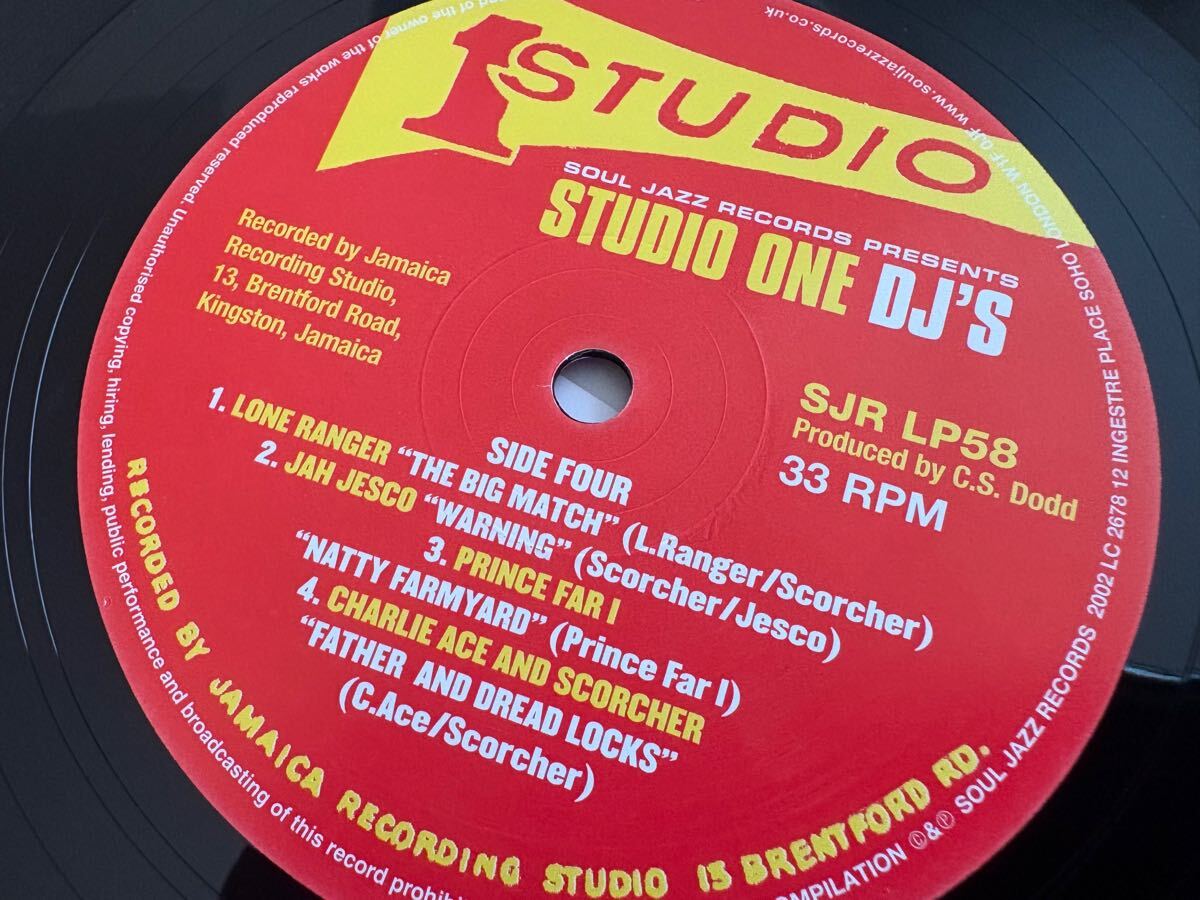 1 STUDIO
SOUL JAZZ RECORDS PRESENTS
STUDIO ONE DJ'S
Recorded by Jamaica
Recording Studio,
13, Brentford Road,
Kingston, Jamaica
SJR LP58
Produced by C.S. Dodd
33 RPM
SIDE FOUR
1. LONE RANGER “THE BIG MATCH” (L.Ranger/Scorcher)
2. JAH JESCO “WARNING” (Scorcher/Jesco)
3. PRINCE FAR I
“NATTY FARMYARD” (Prince Far I)
4. CHARLIE ACE AND SCORCHER
“FATHER AND DREAD LOCKS”
(C.Ace/Scorcher)
RECORDED BY JAMAICA RECORDING STUDIO 13 BRENTFORD RD.
and of the owner of the works reproduced reserved. Unauthorised copying, hiring, lending, public performance and broadcasting of this record prohib
COMPILATION ©&℗ SOUL JAZZ RECORDS 2002 LC 2678 12 INGESTRE PLACE SOHO LONDON W1F 0JF www.souljazzrecords.co.uk